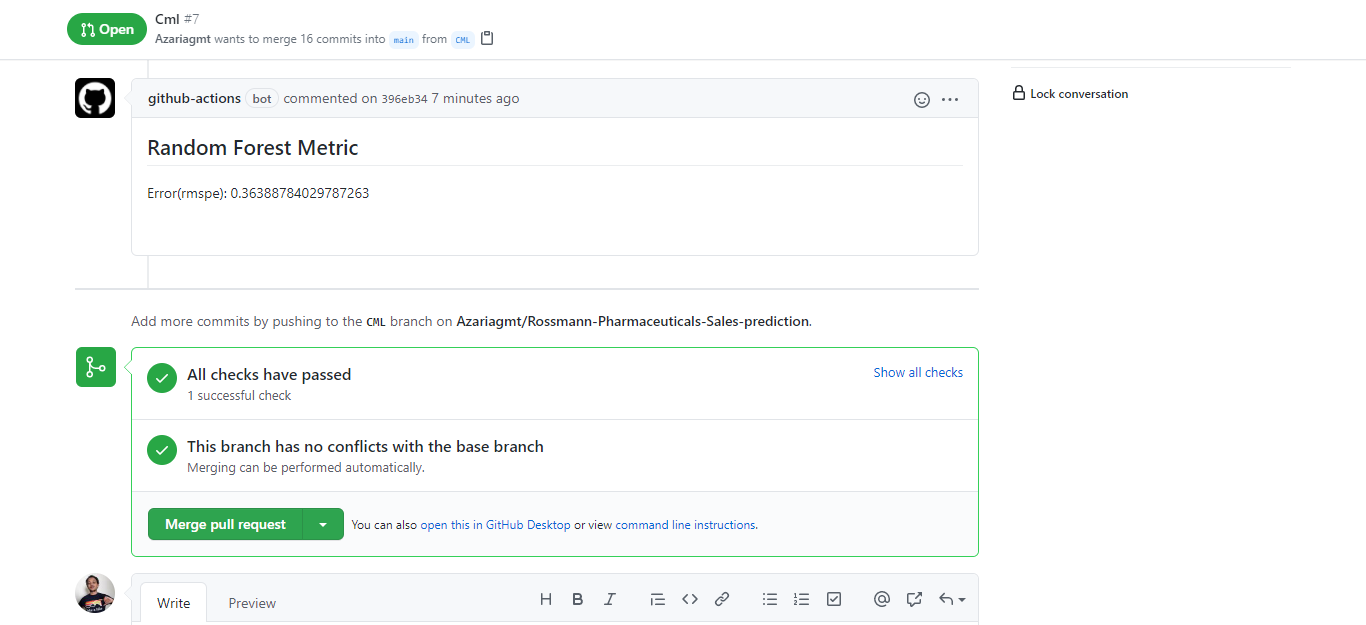 Open
Cml #7
Azariagmt wants to merge 16 commits into main from CML
github-actions bot commented on 396eb34 7 minutes ago
Lock conversation
Random Forest Metric
Error(rmspe): 0.36388784029787263
Add more commits by pushing to the CML branch on Azariagmt/Rossmann-Pharmaceuticals-Sales-prediction.
All checks have passed
Show all checks
1 successful check
This branch has no conflicts with the base branch
Merging can be performed automatically.
Merge pull request
You can also open this in GitHub Desktop or view command line instructions.
Write Preview